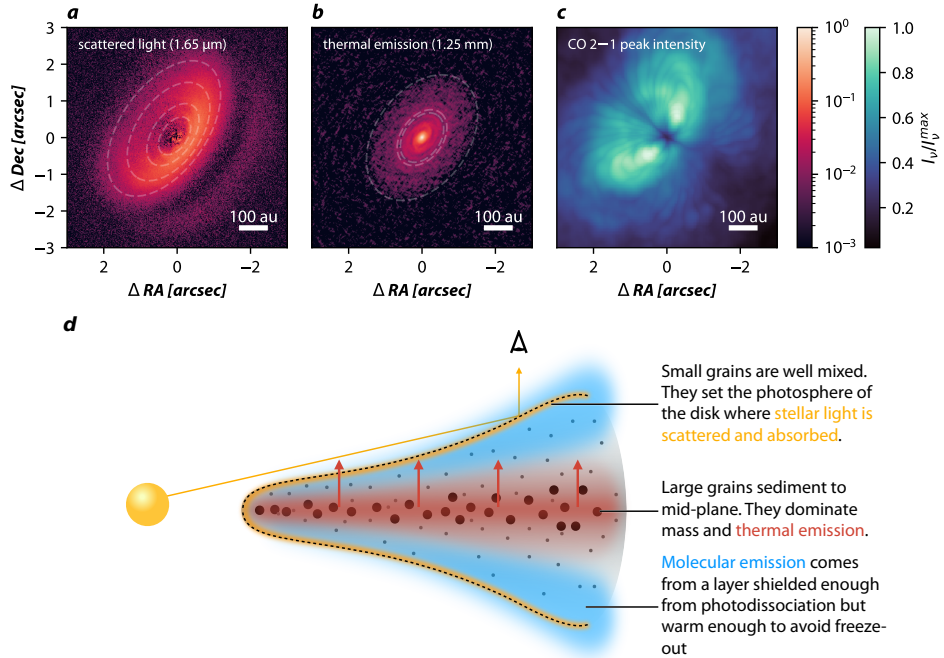 a
b
c
scattered light (1.65 μm)
thermal emission (1.25 mm)
CO 2−1 peak intensity
3
2
1
0
−1
−2
−3
Δ Dec [arcsec]
100 au
100 au
100 au
2
0
−2
2
0
−2
2
0
−2
Δ RA [arcsec]
Δ RA [arcsec]
Δ RA [arcsec]
10⁰
10⁻¹
10⁻²
10⁻³
1.0
0.8
0.6
0.4
0.2
Iν/Iν^max
d
Small grains are well mixed.
They set the photosphere of
the disk where stellar light is
scattered and absorbed.
Large grains sediment to
mid-plane. They dominate
mass and thermal emission.
Molecular emission comes
from a layer shielded enough
from photodissociation but
warm enough to avoid freeze-
out